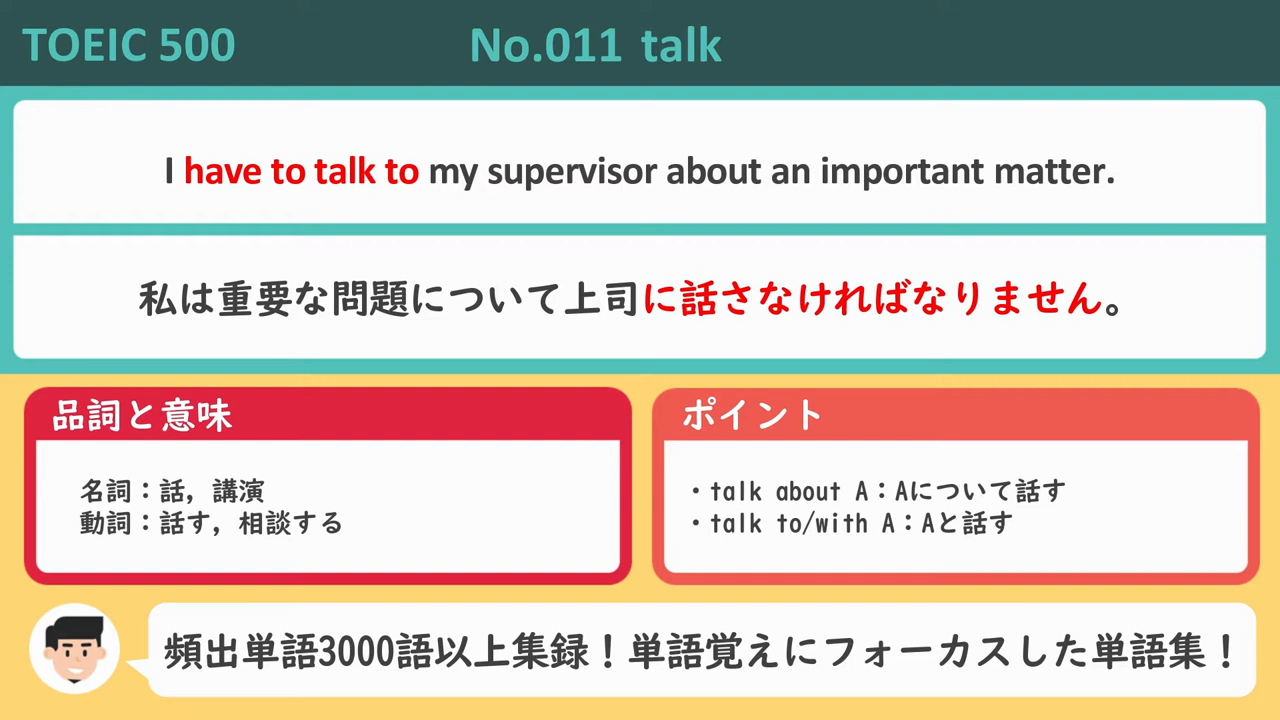 TOEIC 500
No.011 talk
I have to talk to my supervisor about an important matter.
私は重要な問題について上司に話さなければなりません。
品詞と意味
名詞：話，講演
動詞：話す，相談する
ポイント
・talk about A：Aについて話す
・talk to/with A：Aと話す
頻出単語3000語以上集録！単語覚えにフォーカスした単語集！